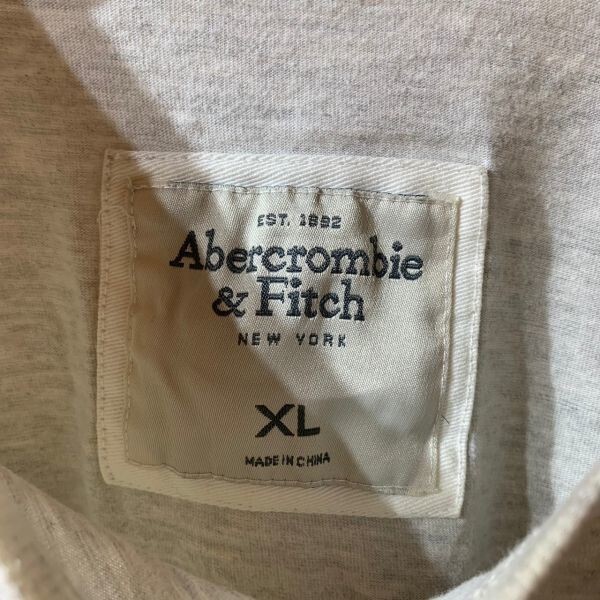 EST. 1892
Abercrombie
& Fitch
NEW YORK
XL
MADE IN CHINA